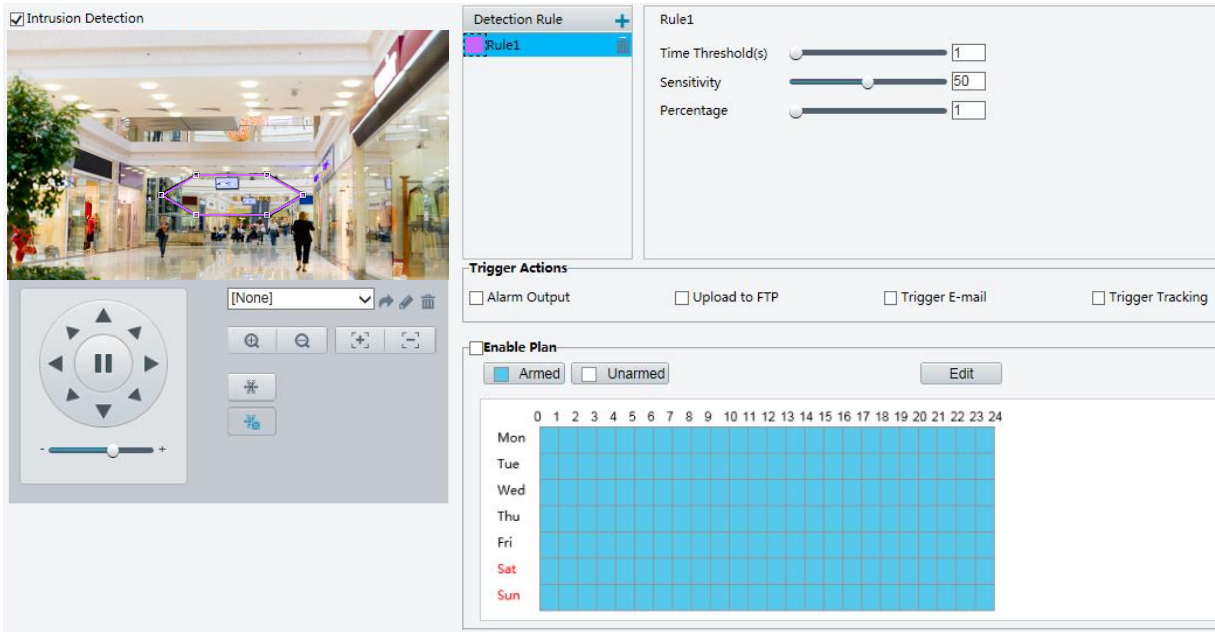 Intrusion Detection
Detection Rule
Rule1
Rule1
Time Threshold(s) 1
Sensitivity 50
Percentage 1
[None]
- +
Trigger Actions
Alarm Output Upload to FTP Trigger E-mail Trigger Tracking
Enable Plan
Armed Unarmed Edit
0 1 2 3 4 5 6 7 8 9 10 11 12 13 14 15 16 17 18 19 20 21 22 23 24
Mon
Tue
Wed
Thu
Fri
Sat
Sun